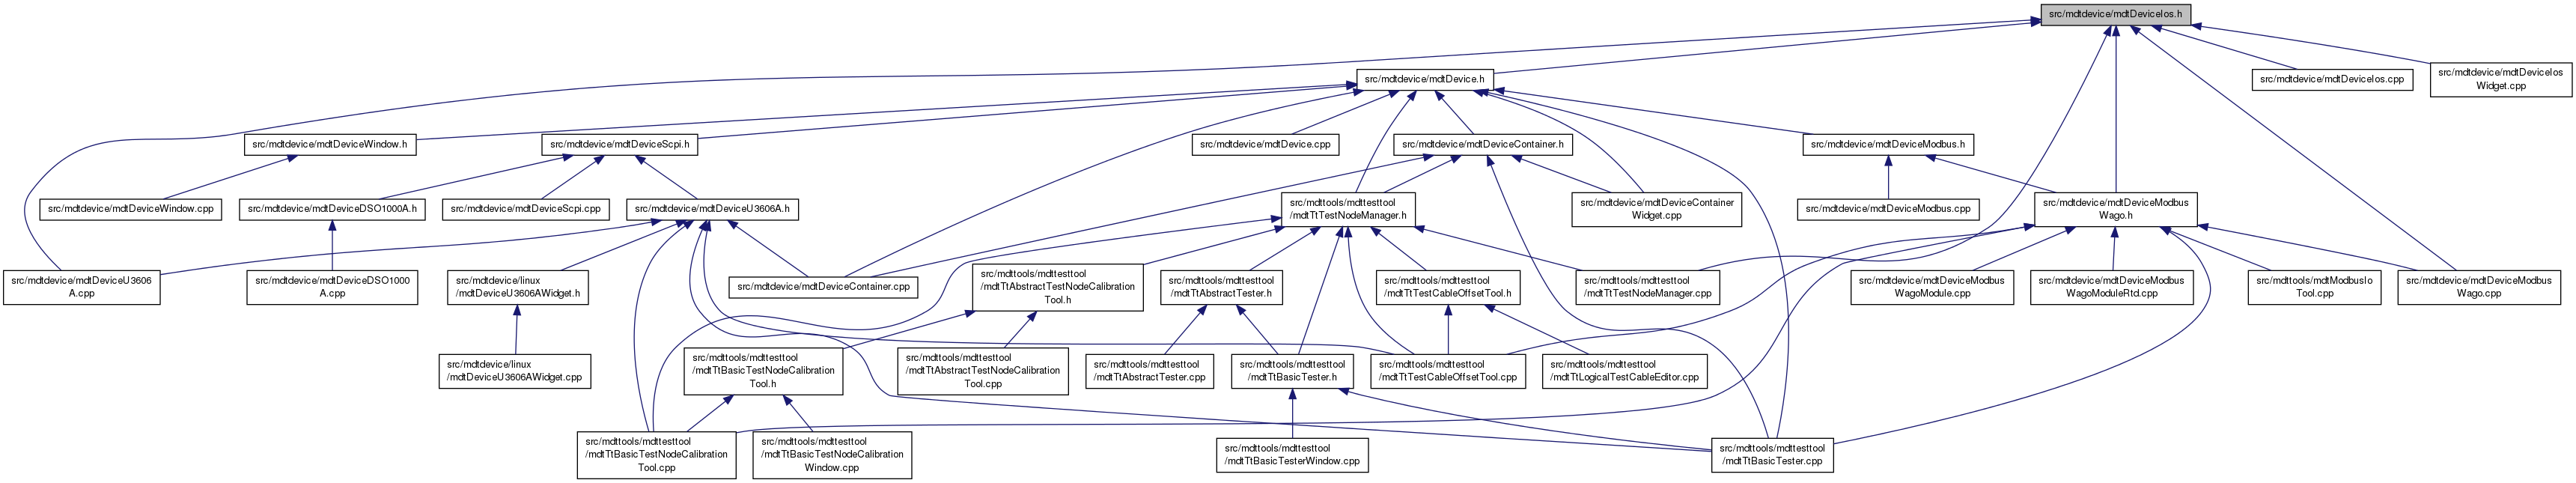 src/mdtdevice/mdtDeviceIos.h
src/mdtdevice/mdtDevice.h
src/mdtdevice/mdtDeviceIos.cpp
src/mdtdevice/mdtDeviceIos
Widget.cpp
src/mdtdevice/mdtDeviceWindow.h
src/mdtdevice/mdtDeviceScpi.h
src/mdtdevice/mdtDevice.cpp
src/mdtdevice/mdtDeviceContainer.h
src/mdtdevice/mdtDeviceModbus.h
src/mdtdevice/mdtDeviceWindow.cpp
src/mdtdevice/mdtDeviceDSO1000A.h
src/mdtdevice/mdtDeviceScpi.cpp
src/mdtdevice/mdtDeviceU3606A.h
src/mdttools/mdttesttool
/mdtTtTestNodeManager.h
src/mdtdevice/mdtDeviceContainer
Widget.cpp
src/mdtdevice/mdtDeviceModbus.cpp
src/mdtdevice/mdtDeviceModbus
Wago.h
src/mdtdevice/mdtDeviceU3606
A.cpp
src/mdtdevice/mdtDeviceDSO1000
A.cpp
src/mdtdevice/linux
/mdtDeviceU3606AWidget.h
src/mdtdevice/mdtDeviceContainer.cpp
src/mdttools/mdttesttool
/mdtTtAbstractTestNodeCalibration
Tool.h
src/mdttools/mdttesttool
/mdtTtAbstractTester.h
src/mdttools/mdttesttool
/mdtTtTestCableOffsetTool.h
src/mdttools/mdttesttool
/mdtTtTestNodeManager.cpp
src/mdtdevice/mdtDeviceModbus
WagoModule.cpp
src/mdtdevice/mdtDeviceModbus
WagoModuleRtd.cpp
src/mdttools/mdtModbusIo
Tool.cpp
src/mdtdevice/mdtDeviceModbus
Wago.cpp
src/mdtdevice/linux
/mdtDeviceU3606AWidget.cpp
src/mdttools/mdttesttool
/mdtTtBasicTestNodeCalibration
Tool.h
src/mdttools/mdttesttool
/mdtTtAbstractTestNodeCalibration
Tool.cpp
src/mdttools/mdttesttool
/mdtTtAbstractTester.cpp
src/mdttools/mdttesttool
/mdtTtBasicTester.h
src/mdttools/mdttesttool
/mdtTtTestCableOffsetTool.cpp
src/mdttools/mdttesttool
/mdtTtLogicalTestCableEditor.cpp
src/mdttools/mdttesttool
/mdtTtBasicTestNodeCalibration
Tool.cpp
src/mdttools/mdttesttool
/mdtTtBasicTestNodeCalibration
Window.cpp
src/mdttools/mdttesttool
/mdtTtBasicTesterWindow.cpp
src/mdttools/mdttesttool
/mdtTtBasicTester.cpp